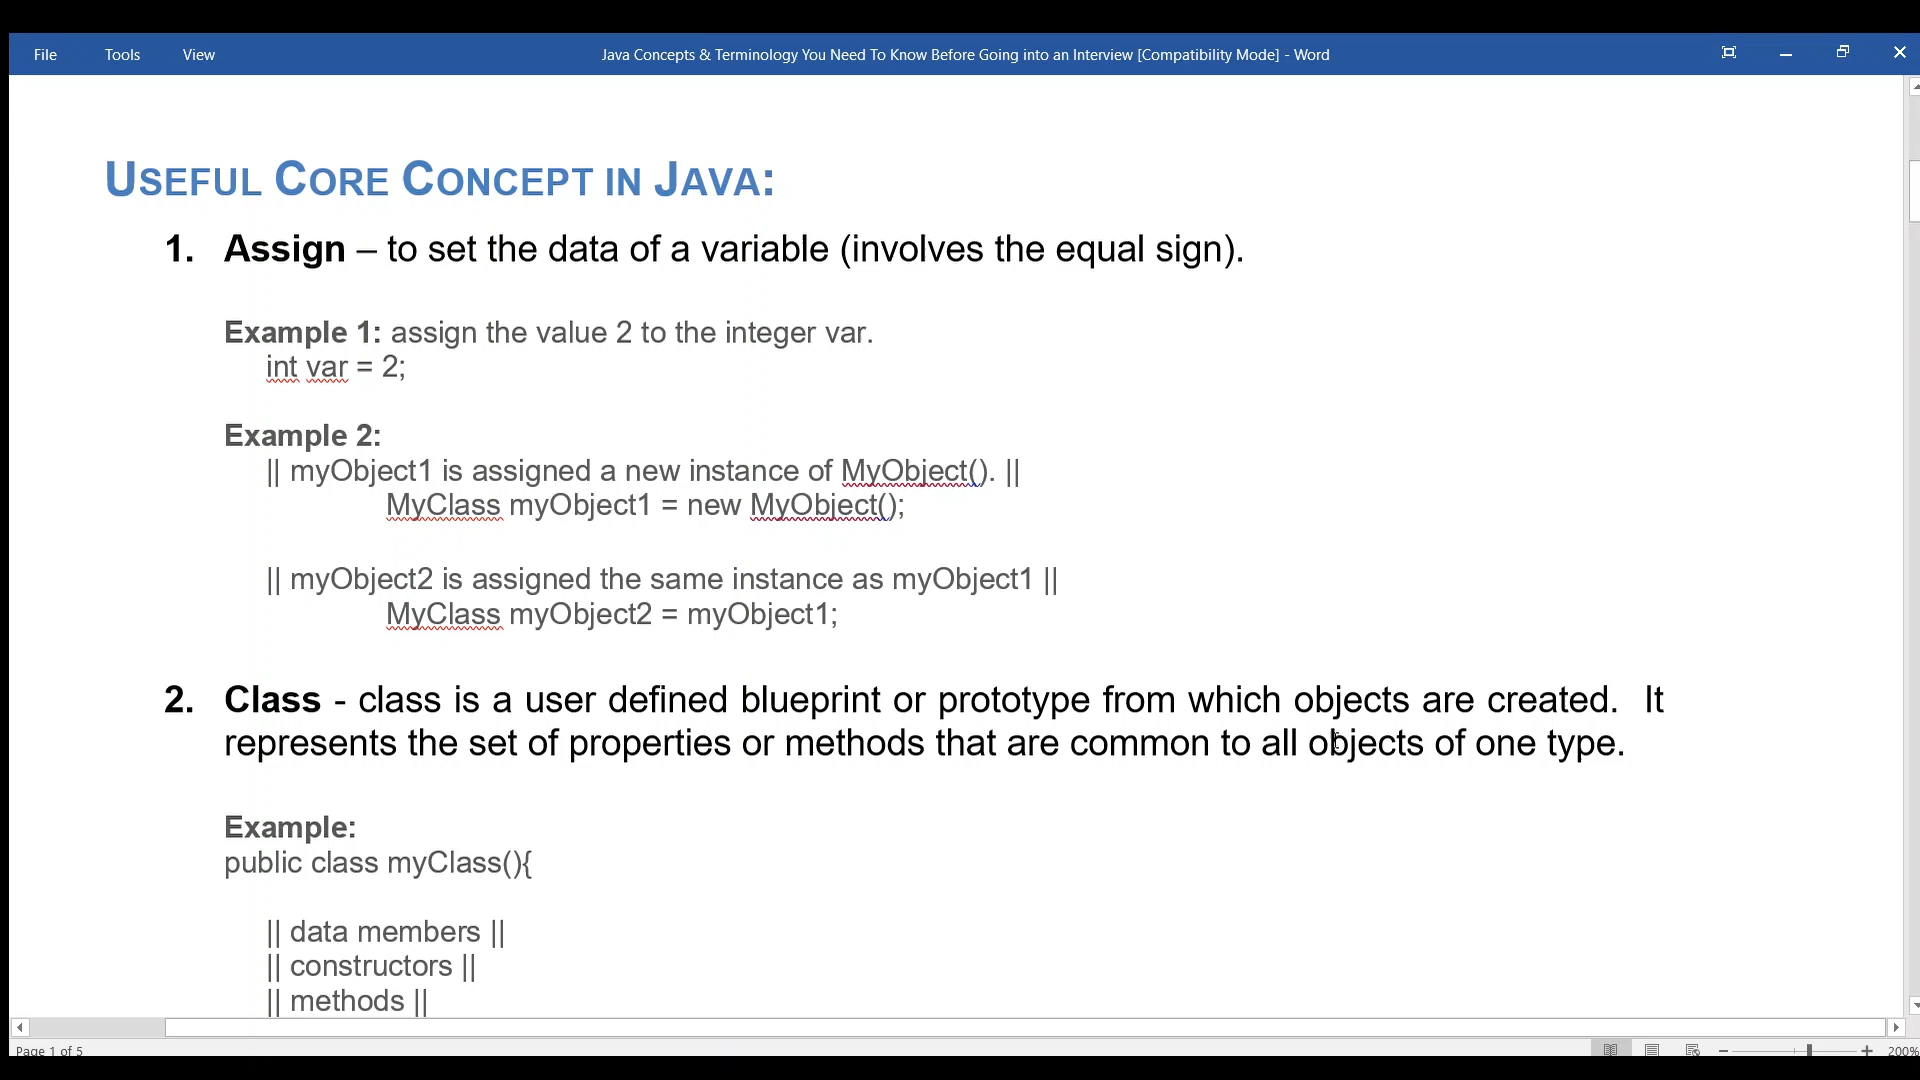 File Tools View Java Concepts & Terminology You Need To Know Before Going into an Interview [Compatibility Mode] - Word
USEFUL CORE CONCEPT IN JAVA:
1. Assign – to set the data of a variable (involves the equal sign).
Example 1: assign the value 2 to the integer var.
int var = 2;
Example 2:
|| myObject1 is assigned a new instance of MyObject(). ||
MyClass myObject1 = new MyObject();
|| myObject2 is assigned the same instance as myObject1 ||
MyClass myObject2 = myObject1;
2. Class - class is a user defined blueprint or prototype from which objects are created. It
represents the set of properties or methods that are common to all objects of one type.
Example:
public class myClass(){
|| data members ||
|| constructors ||
|| methods ||
Page 1 of 5 200%